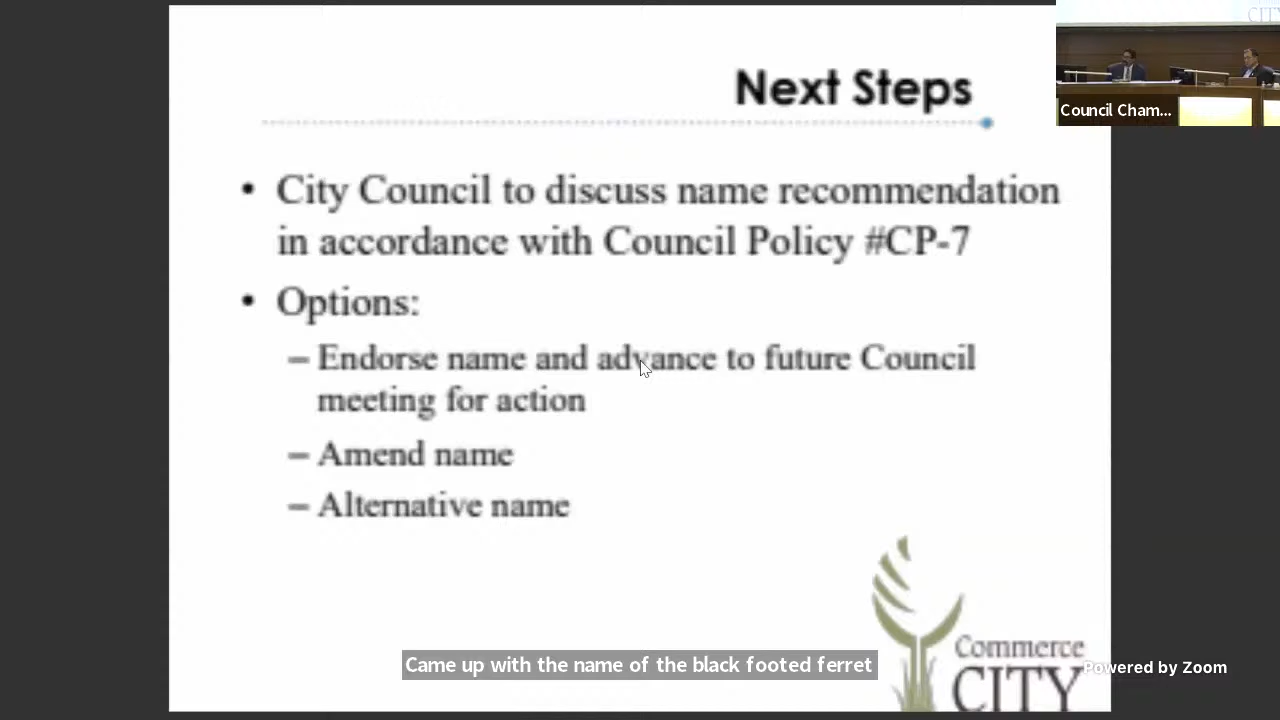 Next Steps
• City Council to discuss name recommendation
in accordance with Council Policy #CP-7
• Options:
– Endorse name and advance to future Council
meeting for action
– Amend name
– Alternative name
Commerce
CITY
Came up with the name of the black footed ferret
Powered by Zoom
Council Cham...